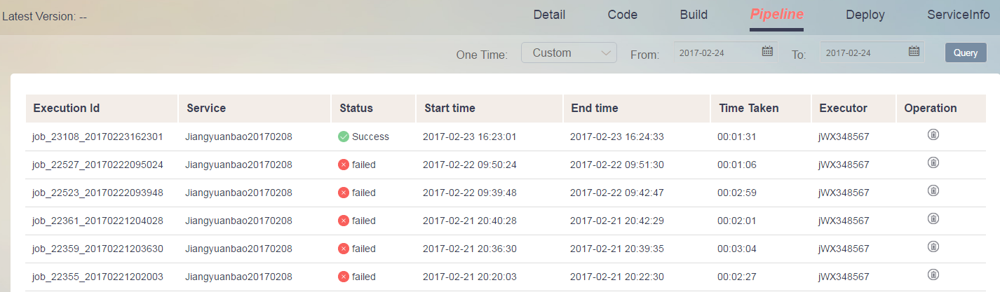 Latest Version: -- Detail Code Build Pipeline Deploy ServiceInfo
One Time: Custom From: 2017-02-24 To: 2017-02-24 Query
Execution Id Service Status Start time End time Time Taken Executor Operation
job_23108_20170223162301 Jiangyuanbao20170208 Success 2017-02-23 16:23:01 2017-02-23 16:24:33 00:01:31 jWX348567
job_22527_20170222095024 Jiangyuanbao20170208 failed 2017-02-22 09:50:24 2017-02-22 09:51:30 00:01:06 jWX348567
job_22523_20170222093948 Jiangyuanbao20170208 failed 2017-02-22 09:39:48 2017-02-22 09:42:47 00:02:59 jWX348567
job_22361_20170221204028 Jiangyuanbao20170208 failed 2017-02-21 20:40:28 2017-02-21 20:42:29 00:02:01 jWX348567
job_22359_20170221203630 Jiangyuanbao20170208 failed 2017-02-21 20:36:30 2017-02-21 20:39:35 00:03:04 jWX348567
job_22355_20170221202003 Jiangyuanbao20170208 failed 2017-02-21 20:20:03 2017-02-21 20:22:30 00:02:27 jWX348567